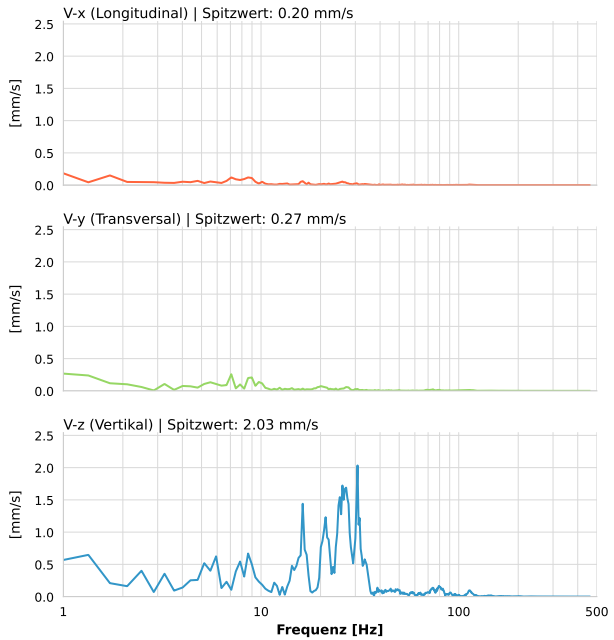 V-x (Longitudinal) | Spitzwert: 0.20 mm/s
2.5
2.0
1.5
1.0
0.5
0.0
[mm/s]
V-y (Transversal) | Spitzwert: 0.27 mm/s
2.5
2.0
1.5
1.0
0.5
0.0
[mm/s]
V-z (Vertikal) | Spitzwert: 2.03 mm/s
2.5
2.0
1.5
1.0
0.5
0.0
[mm/s]
1 10 100 500
Frequenz [Hz]